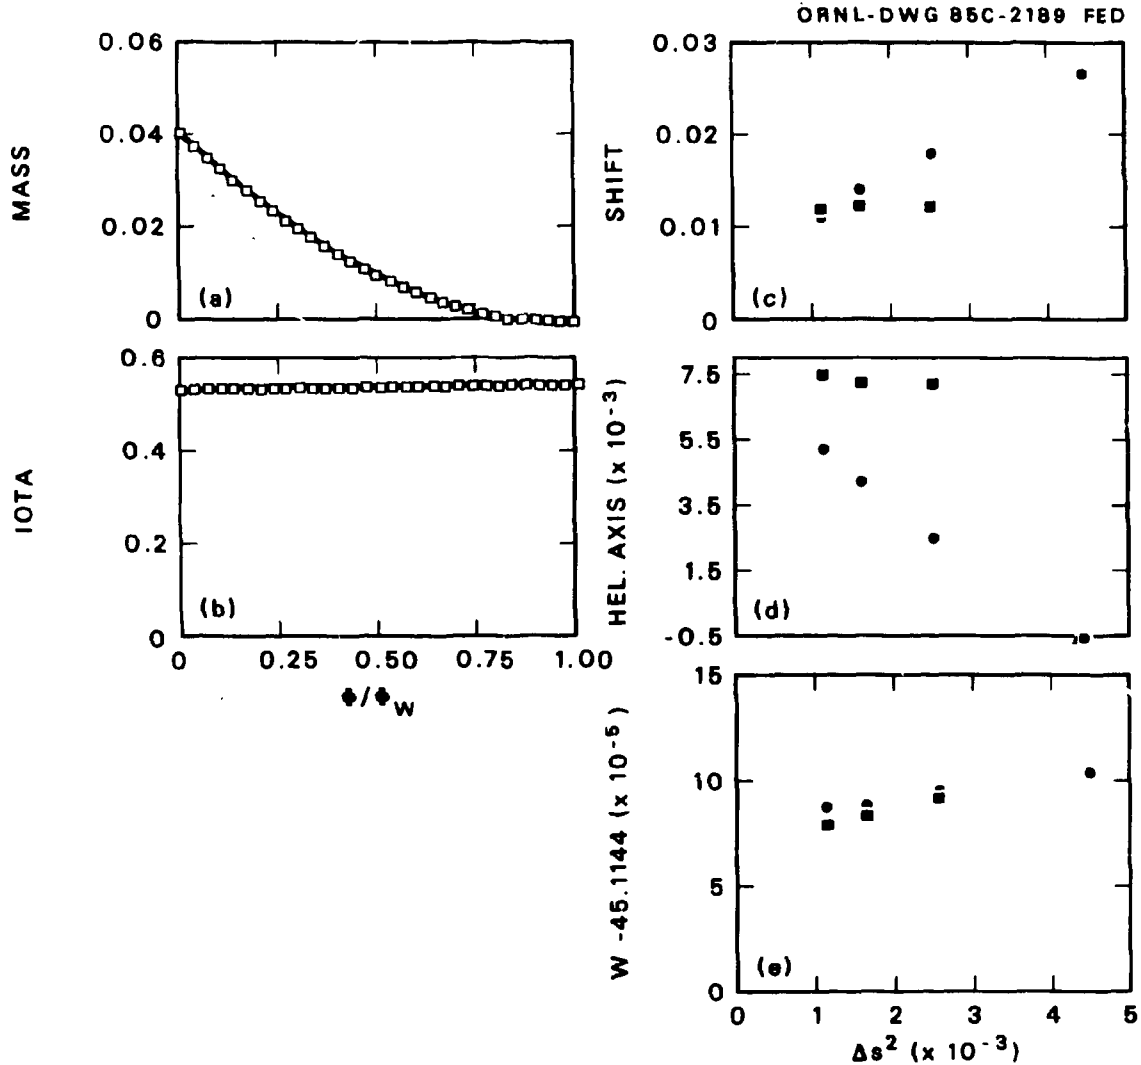 ORNL-DWG 85C-2189 FED
0.06
0.04
0.02
0
MASS
(a)
0.6
0.4
0.2
0
IOTA
(b)
0
0.25
0.50
0.75
1.00
Φ/Φ_W
0.03
0.02
0.01
0
SHIFT
(c)
7.5
5.5
3.5
1.5
-0.5
HEL. AXIS (x 10⁻³)
(d)
15
10
5
0
W -45.1144 (x 10⁻⁵)
(e)
0
1
2
3
4
5
Δs² (x 10⁻³)